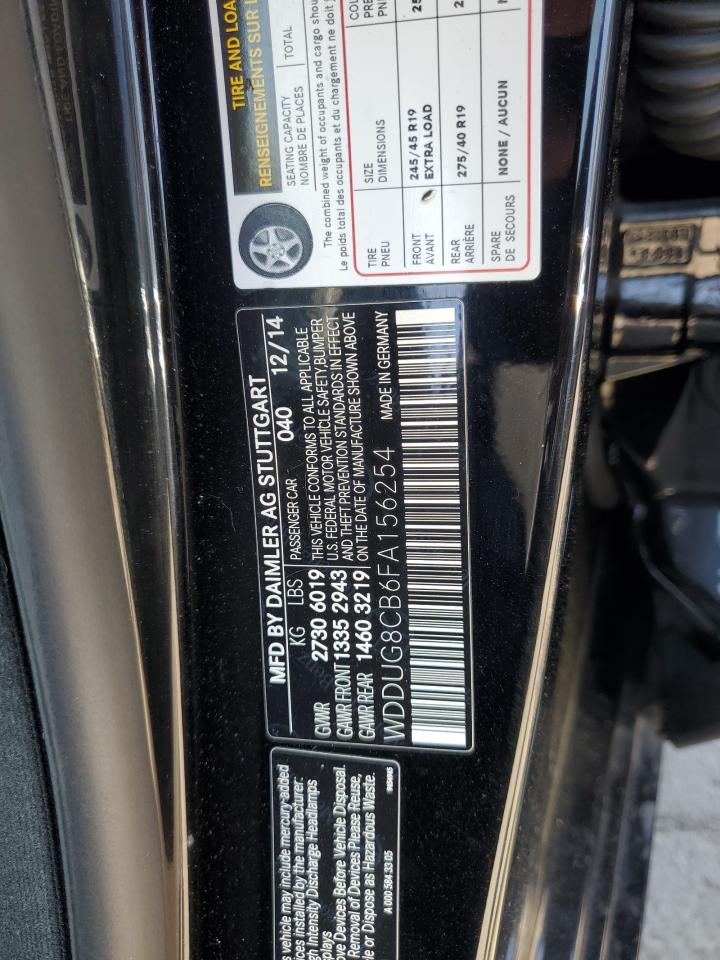 TIRE AND LOA
RENSEIGNEMENTS SUR
SEATING CAPACITY
NOMBRE DE PLACES
TOTAL
The combined weight of occupants and cargo shou
Le poids total des occupants et du chargement ne doit
TIRE
PNEU
SIZE
DIMENSIONS
FRONT
AVANT
245/45 R19
EXTRA LOAD
REAR
ARRIÈRE
275/40 R19
SPARE
DE SECOURS
NONE / AUCUN
MFD BY DAIMLER AG STUTTGART
KG LBS PASSENGER CAR 040 12/14
GVWR 2730 6019 THIS VEHICLE CONFORMS TO ALL APPLICABLE
U.S. FEDERAL MOTOR VEHICLE SAFETY,BUMPER
GAWR FRONT 1335 2943 AND THEFT PREVENTION STANDARDS IN EFFECT
GAWR REAR 1460 3219 ON THE DATE OF MANUFACTURE SHOWN ABOVE
WDDUG8CB6FA156254 MADE IN GERMANY
s vehicle may include mercury-added
ices installed by the manufacturer:
gh Intensity Discharge Headlamps
plays
ove Devices Before Vehicle Disposal.
Removal of Devices Please Reuse,
le or Dispose as Hazardous Waste.
A 000 584 33 05